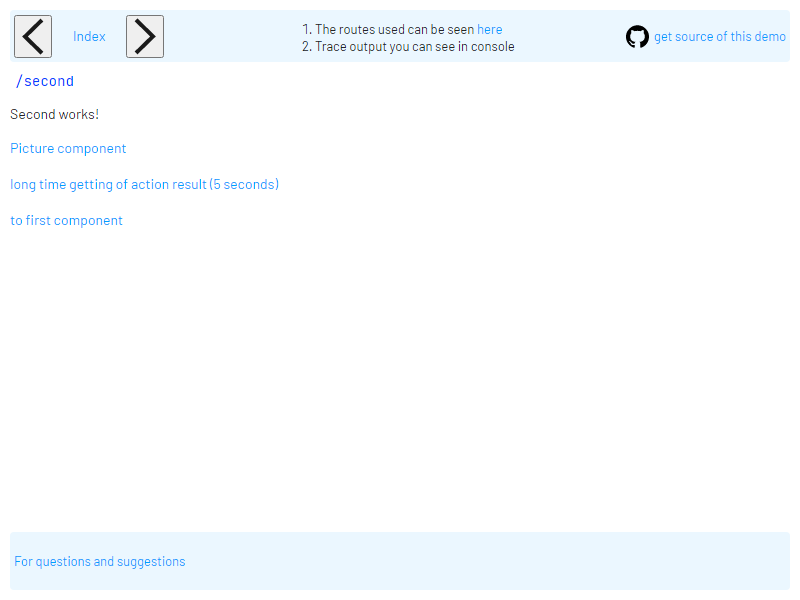 Index
1. The routes used can be seen here
2. Trace output you can see in console
get source of this demo
/second
Second works!
Picture component
long time getting of action result (5 seconds)
to first component
For questions and suggestions